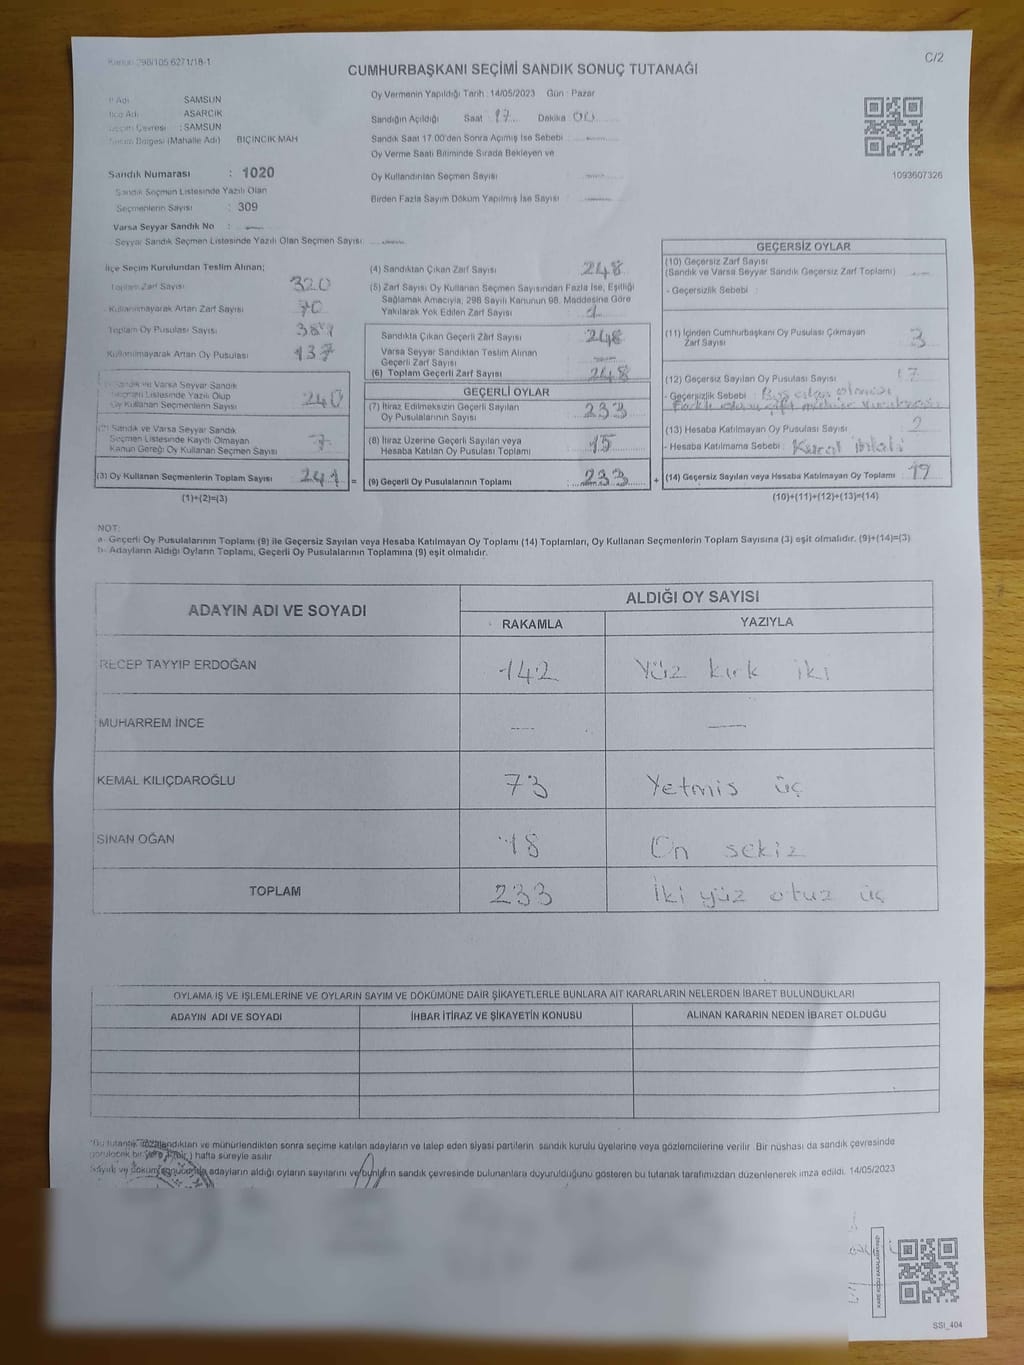 Kanun 298/105 6271/18-1
C/2
CUMHURBAŞKANI SEÇİMİ SANDIK SONUÇ TUTANAĞI
Oy Vermenin Yapıldığı Tarih : 14/05/2023 Gün : Pazar
İl Adı SAMSUN
İlçe Adı ASARCIK
Seçim Çevresi : SAMSUN
Bölgesi (Mahalle Adı) BIÇINCIK MAH
Sandık Numarası : 1020
Sandık Seçmen Listesinde Yazılı Olan
Seçmenlerin Sayısı : 309
Varsa Seyyar Sandık No :
Seyyar Sandık Seçmen Listesinde Yazılı Olan Seçmen Sayısı :
Sandığın Açıldığı Saat : 17 Dakika : 00
Sandık Saat 17.00'den Sonra Açımış İse Sebebi :
Oy Verme Saati Bitiminde Sırada Bekleyen ve
Oy Kullandırılan Seçmen Sayısı :
Birden Fazla Sayım Döküm Yapılmış İse Sayısı :
1093607326
İlçe Seçim Kurulundan Teslim Alınan;
Toplam Zarf Sayısı 320
Kullanılmayarak Artan Zarf Sayısı 70
Toplam Oy Pusulası Sayısı
Kullanılmayarak Artan Oy Pusulası 137
Sandık ve Varsa Seyyar Sandık
Seçmen Listesinde Yazılı Olup
Oy Kullanan Seçmenlerin Sayısı 240
(2) Sandık ve Varsa Seyyar Sandık
Seçmen Listesinde Kayıtlı Olmayan
Kanun Gereği Oy Kullanan Seçmen Sayısı 7
(3) Oy Kullanan Seçmenlerin Toplam Sayısı =
(1)+(2)=(3)
(4) Sandıktan Çıkan Zarf Sayısı 248
(5) Zarf Sayısı Oy Kullanan Seçmen Sayısından Fazla İse, Eşitliği
Sağlamak Amacıyla, 298 Sayılı Kanunun 98. Maddesine Göre
Yakılarak Yok Edilen Zarf Sayısı :
Sandıkta Çıkan Geçerli Zarf Sayısı 248
Varsa Seyyar Sandıktan Teslim Alınan
Geçerli Zarf Sayısı
(6) Toplam Geçerli Zarf Sayısı 248
GEÇERLİ OYLAR
(7) İtiraz Edilmeksizin Geçerli Sayılan
Oy Pusulalarının Sayısı : 233
(8) İtiraz Üzerine Geçerli Sayılan veya
Hesaba Katılan Oy Pusulası Toplamı : 15
(9) Geçerli Oy Pusulalarının Toplamı : 233 +
GEÇERSİZ OYLAR
(10) Geçersiz Zarf Sayısı
(Sandık ve Varsa Seyyar Sandık Geçersiz Zarf Toplamı)
- Geçersizlik Sebebi :
(11) İçinden Cumhurbaşkanı Oy Pusulası Çıkmayan
Zarf Sayısı 3
(12) Geçersiz Sayılan Oy Pusulası Sayısı 17
- Geçersizlik Sebebi
(13) Hesaba Katılmayan Oy Pusulası Sayısı : 2
- Hesaba Katılmama Sebebi : Kural ihlali
(14) Geçersiz Sayılan veya Hesaba Katılmayan Oy Toplamı : 19
(10)+(11)+(12)+(13)=(14)
NOT:
a- Geçerli Oy Pusulalarının Toplamı (9) ile Geçersiz Sayılan veya Hesaba Katılmayan Oy Toplamı (14) Toplamları, Oy Kullanan Seçmenlerin Toplam Sayısına (3) eşit olmalıdır. (9)+(14)=(3)
b- Adayların Aldığı Oyların Toplamı, Geçerli Oy Pusulalarının Toplamına (9) eşit olmalıdır.
ADAYIN ADI VE SOYADI
ALDIĞI OY SAYISI
RAKAMLA YAZIYLA
RECEP TAYYIP ERDOĞAN 142 Yüz kırk iki
MUHARREM İNCE
KEMAL KILIÇDAROĞLU 73 Yetmis üç
SİNAN OĞAN 18 On sekiz
TOPLAM 233 İki yüz otuz üç
OYLAMA İŞ VE İŞLEMLERİNE VE OYLARIN SAYIM VE DÖKÜMÜNE DAİR ŞİKAYETLERLE BUNLARA AİT KARARLARIN NELERDEN İBARET BULUNDUKLARI
ADAYIN ADI VE SOYADI İHBAR İTİRAZ VE ŞİKAYETİN KONUSU ALINAN KARARIN NEDEN İBARET OLDUĞU
"Bu tutanak, imzalandıktan ve mühürlendikten sonra seçime katılan adayların ve talep eden siyasi partilerin sandık kurulu üyelerine veya gözlemcilerine verilir. Bir nüshası da sandık çevresinde
görülecek bir yere (bir ) hafta süreyle asılır
adayların aldığı oyların sayılarını ve bunların sandık çevresinde bulunanlara duyurulduğunu gösteren bu tutanak tarafımızdan düzenlenerek imza edildi. 14/05/2023
KARE KODU KARALAMAYINIZ!
SSI_404